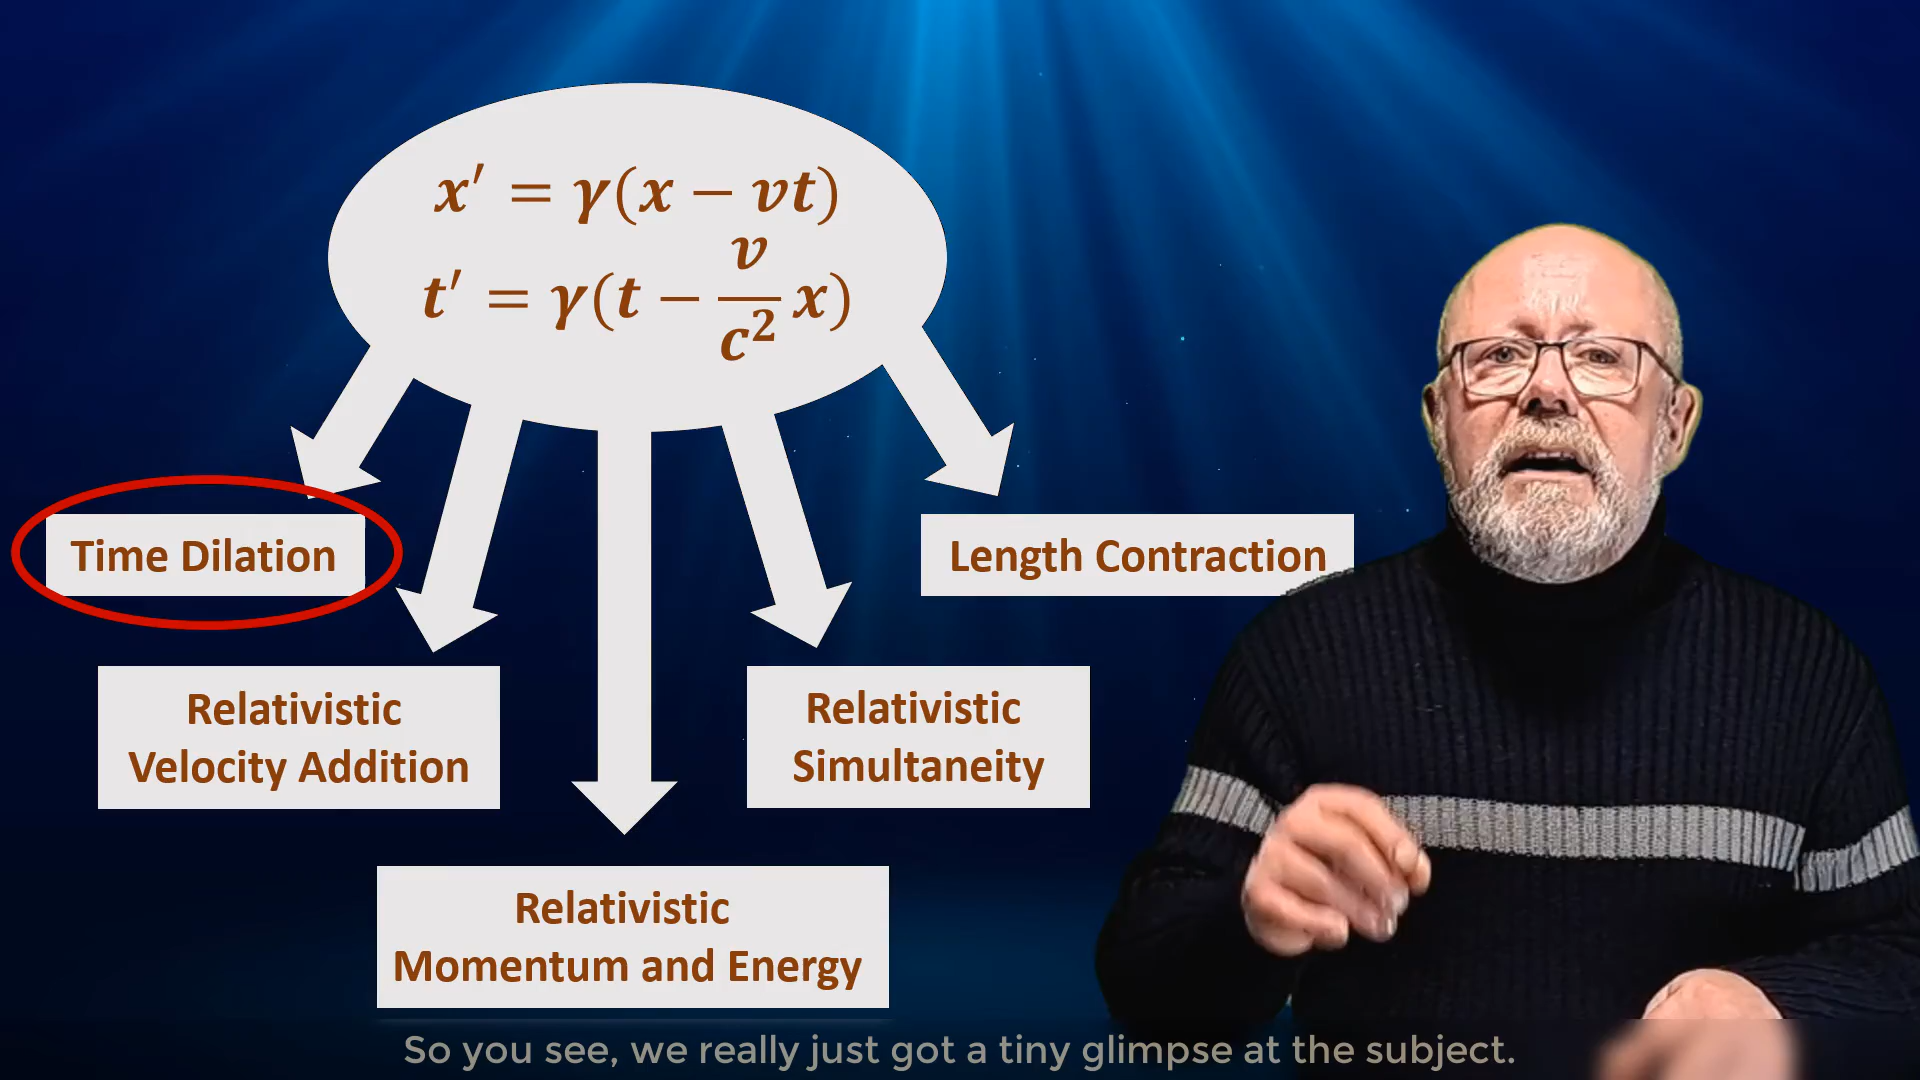 x′ = γ(x − vt)
t′ = γ(t − v/c² x)
Time Dilation
Length Contraction
Relativistic
Velocity Addition
Relativistic
Simultaneity
Relativistic
Momentum and Energy
So you see, we really just got a tiny glimpse at the subject.